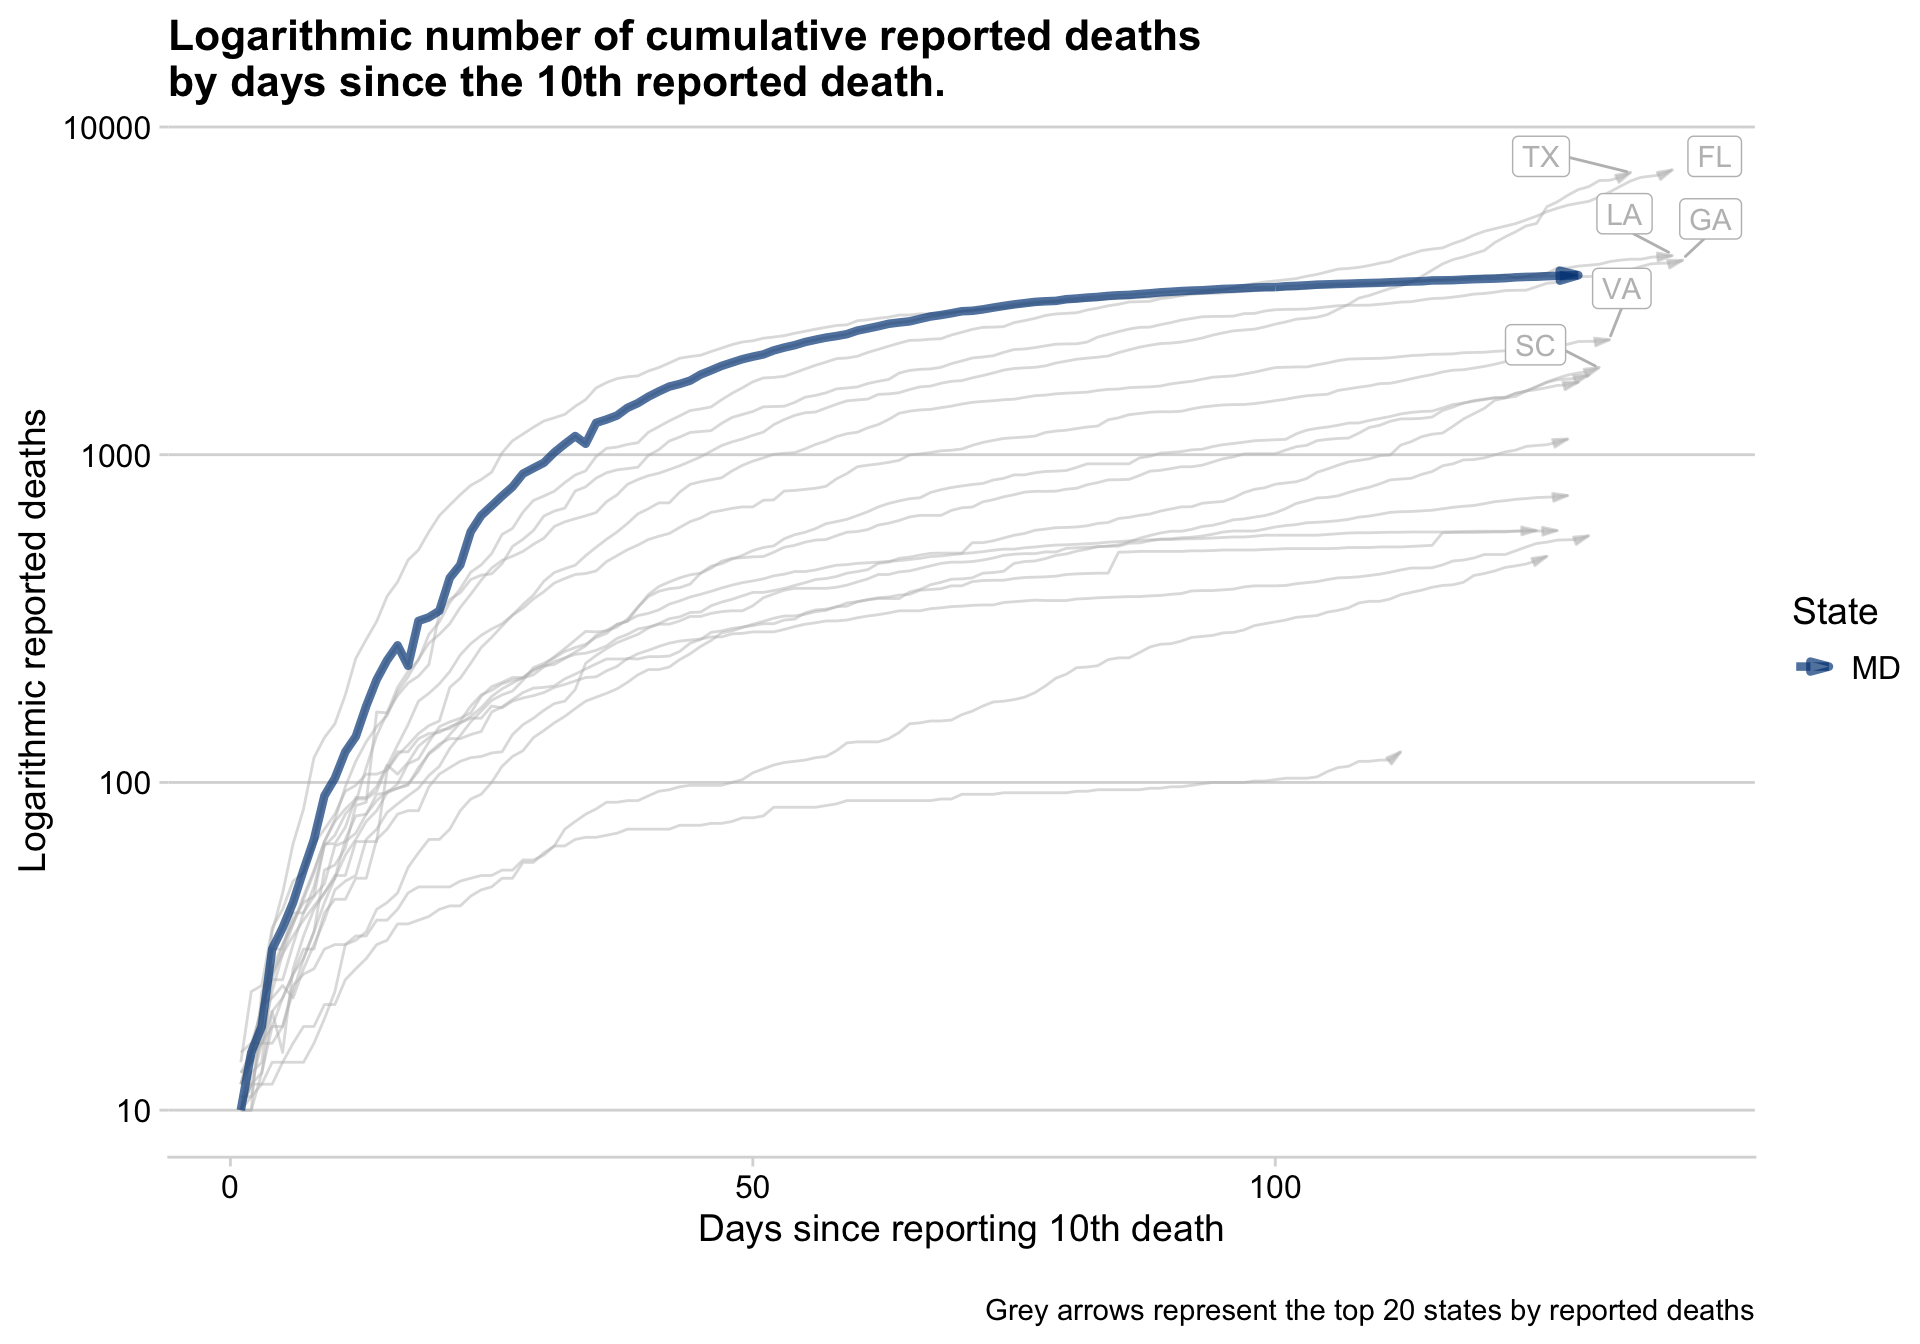 Logarithmic number of cumulative reported deaths
by days since the 10th reported death.
10000
TX
FL
LA
GA
VA
SC
1000
100
10
Logarithmic reported deaths
State
MD
0
50
100
Days since reporting 10th death
Grey arrows represent the top 20 states by reported deaths